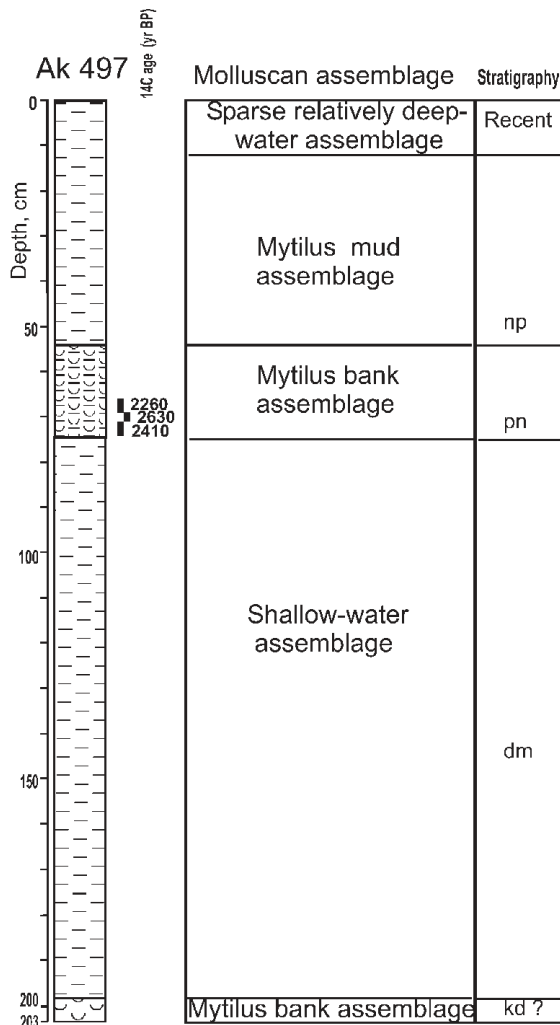 Ak 497
14C age (yr BP)
Molluscan assemblage
Stratigraphy
Depth, cm
0
50
100
150
200
203
2260
2630
2410
Sparse relatively deep-
water assemblage
Recent
Mytilus mud
assemblage
np
Mytilus bank
assemblage
pn
Shallow-water
assemblage
dm
Mytilus bank assemblage
kd ?